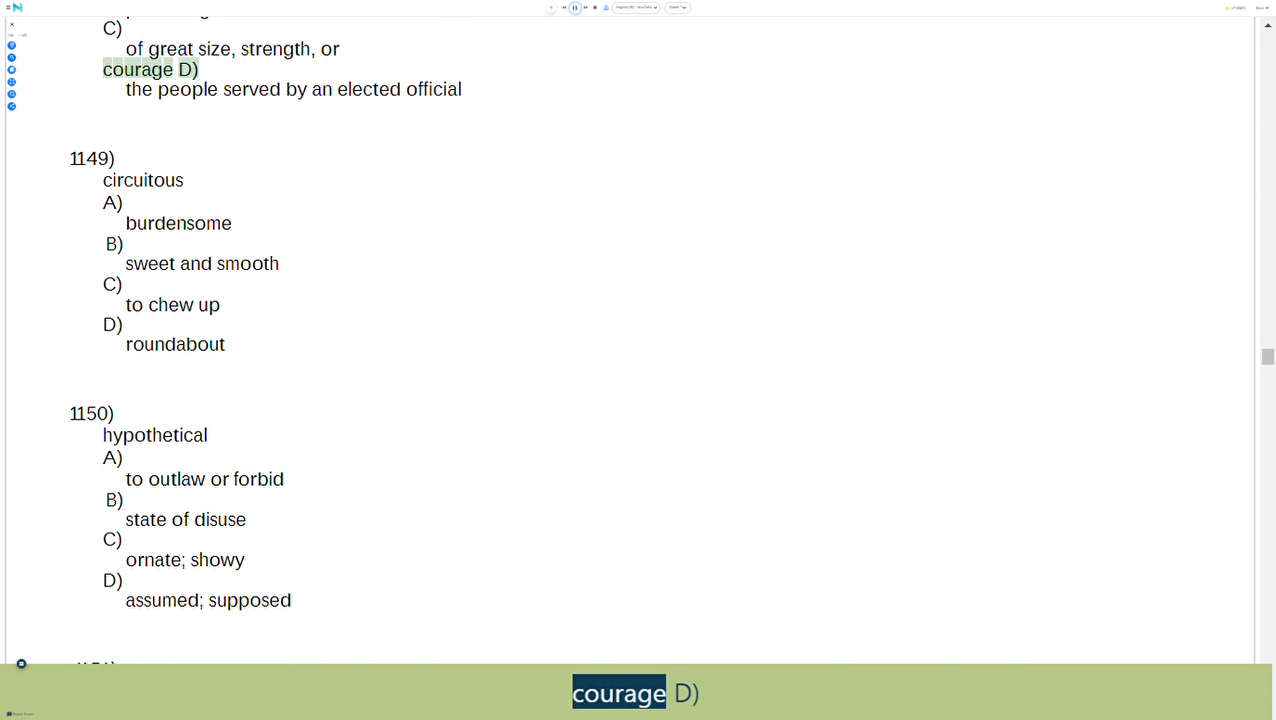 C)
of great size, strength, or
courage D)
the people served by an elected official
1149)
circuitous
A)
burdensome
B)
sweet and smooth
C)
to chew up
D)
roundabout
1150)
hypothetical
A)
to outlaw or forbid
B)
state of disuse
C)
ornate; showy
D)
assumed; supposed
courage D)